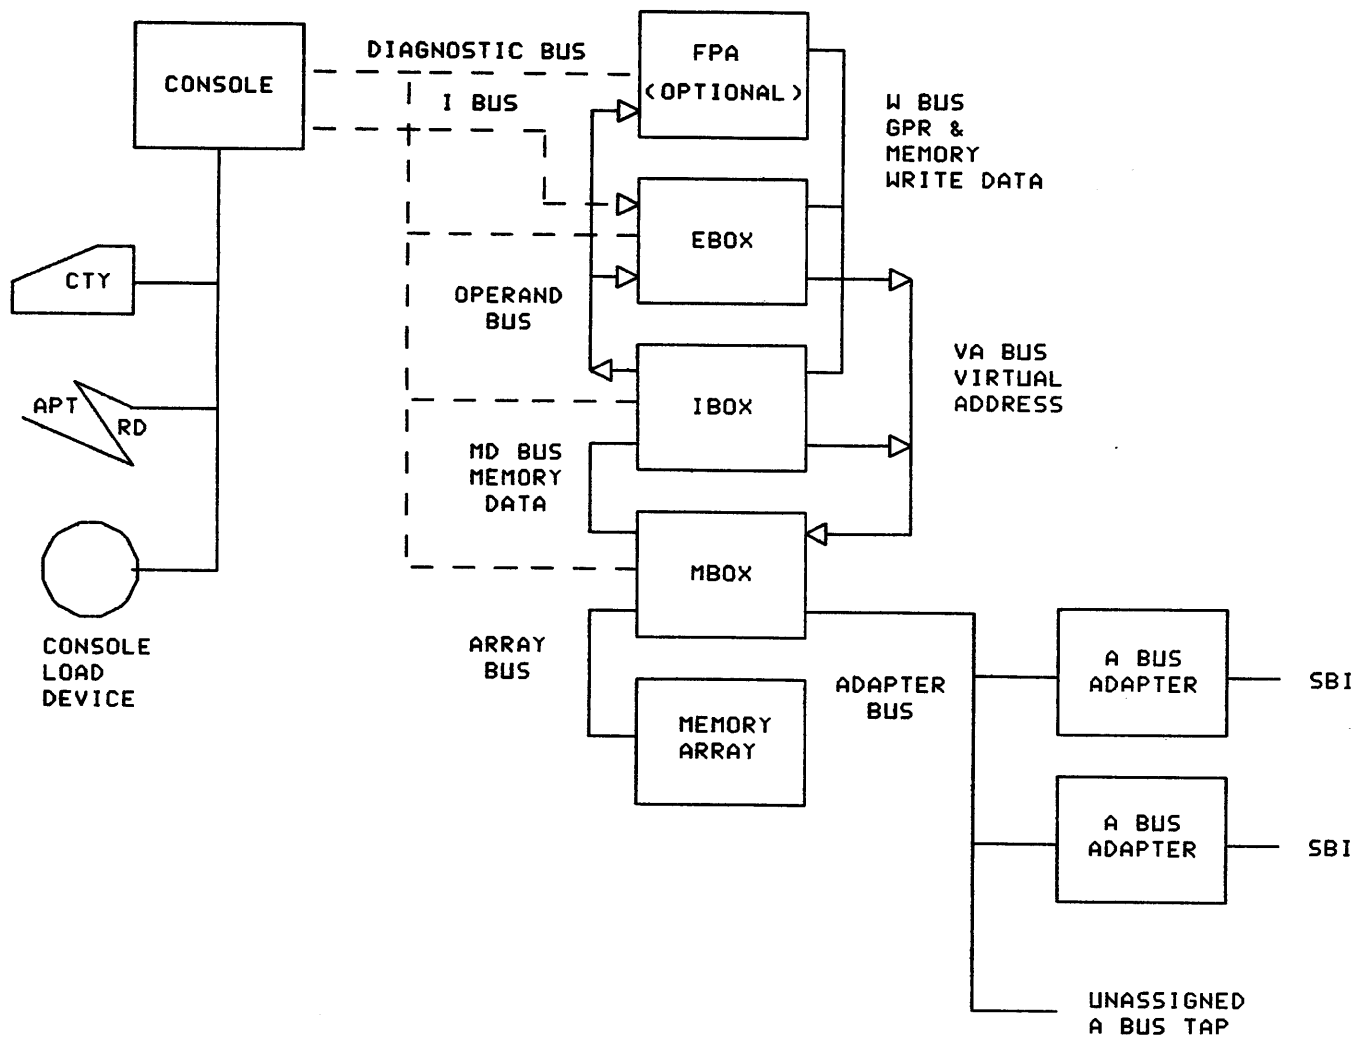 DIAGNOSTIC BUS
CONSOLE
I BUS
FPA
(OPTIONAL)
W BUS
GPR &
MEMORY
WRITE DATA
EBOX
CTY
OPERAND
BUS
VA BUS
VIRTUAL
ADDRESS
IBOX
APT
RD
MD BUS
MEMORY
DATA
MBOX
CONSOLE
LOAD
DEVICE
ARRAY
BUS
MEMORY
ARRAY
ADAPTER
BUS
A BUS
ADAPTER
SBI
A BUS
ADAPTER
SBI
UNASSIGNED
A BUS TAP